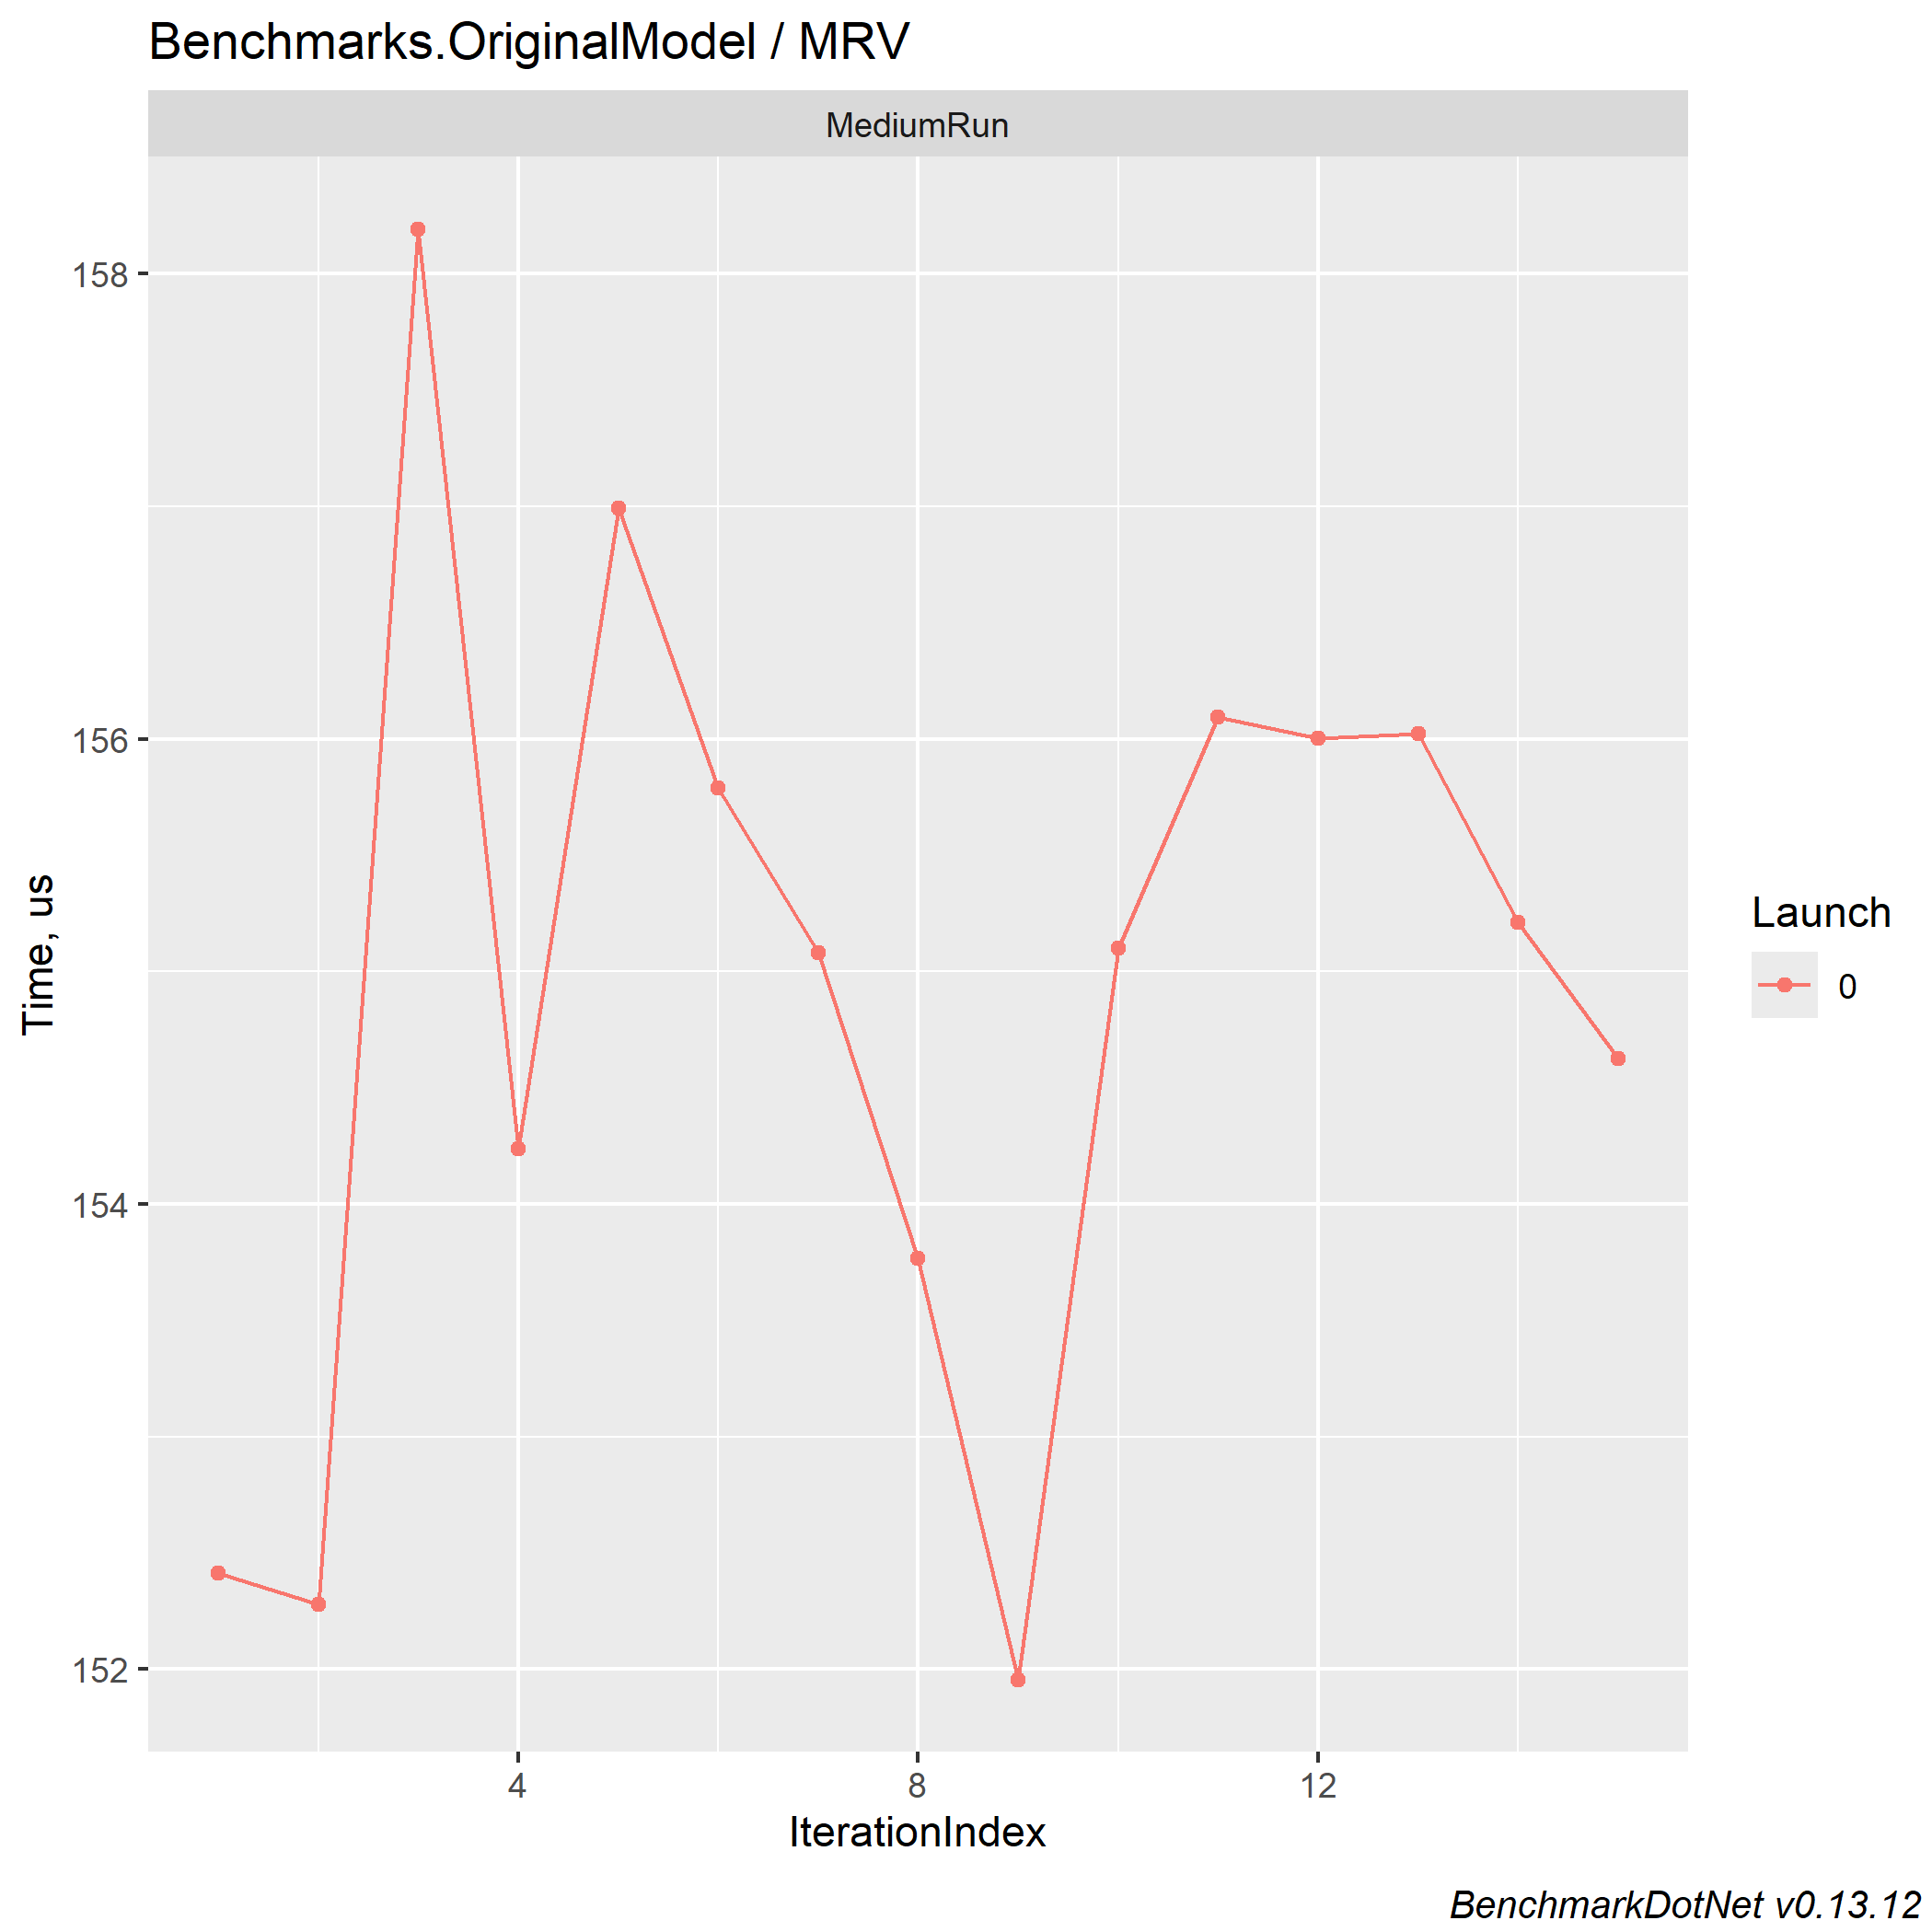 Benchmarks.OriginalModel / MRV
MediumRun
158
156
154
152
Time, us
4
8
12
IterationIndex
Launch
0
BenchmarkDotNet v0.13.12